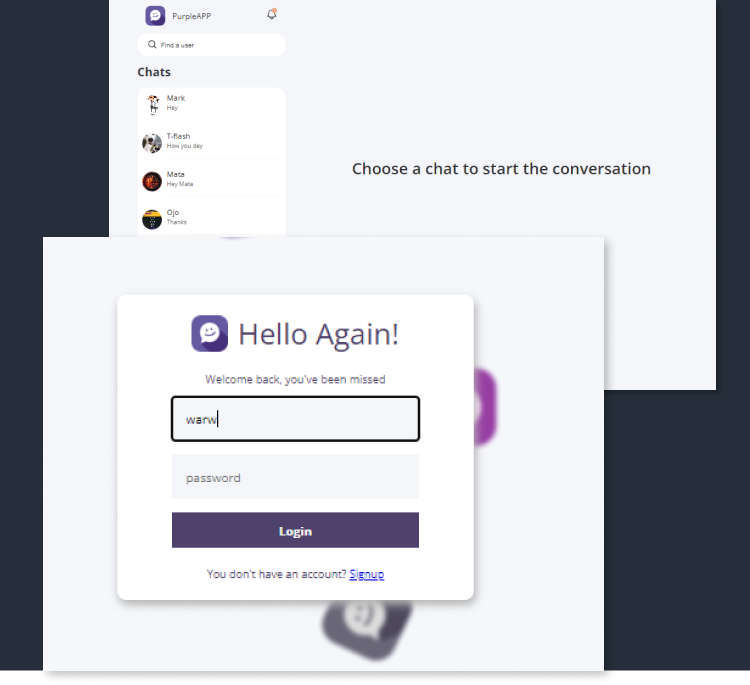 PurpleAPP
Find a user
Chats
Mark
Hey
T-flash
How you dey
Mata
Hey Mata
Ojo
Thanks
Choose a chat to start the conversation
Hello Again!
Welcome back, you've been missed
warw
password
Login
You don't have an account? Signup